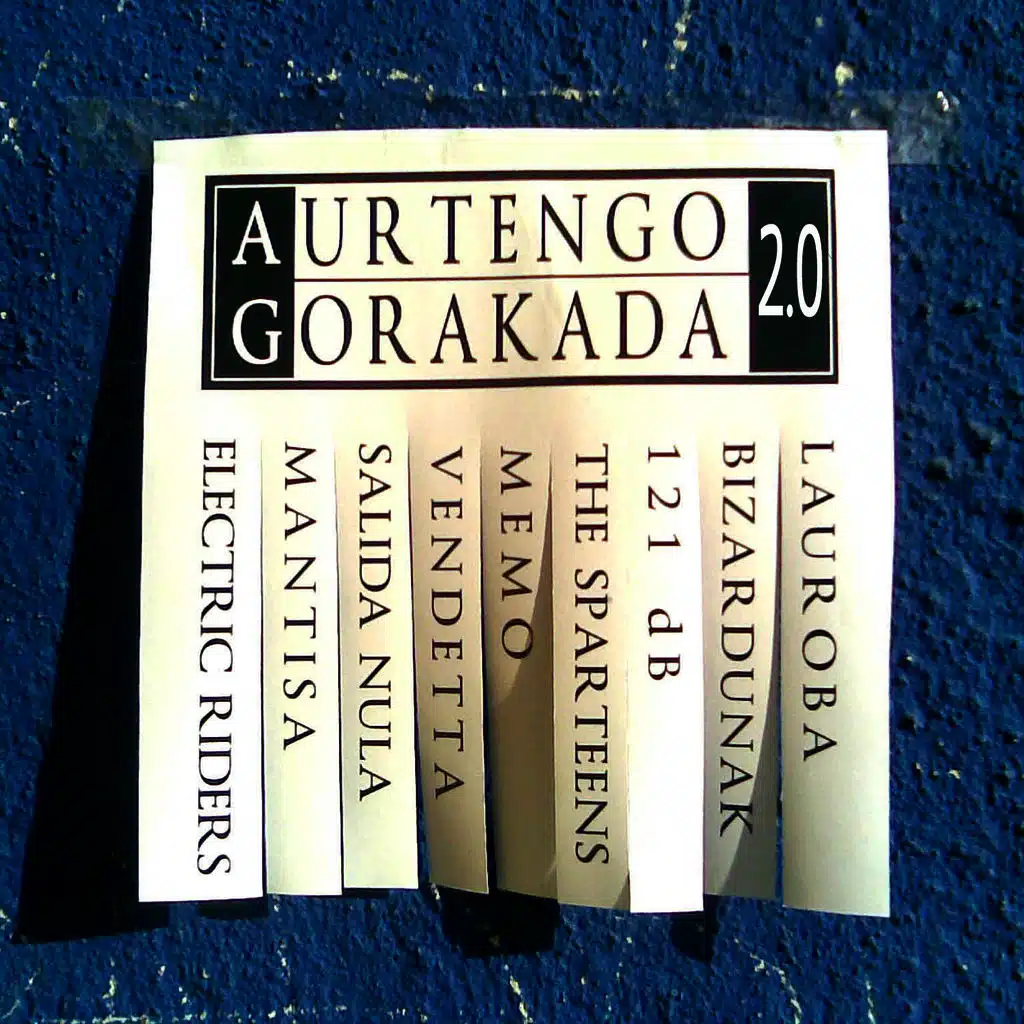 AURTENGO
GORAKADA
2.0
ELECTRIC RIDERS
MANTISA
SALIDA NULA
VENDETTA
MEMO
THE SPARTEENS
121 dB
BIZARDUNAK
LAUROBA